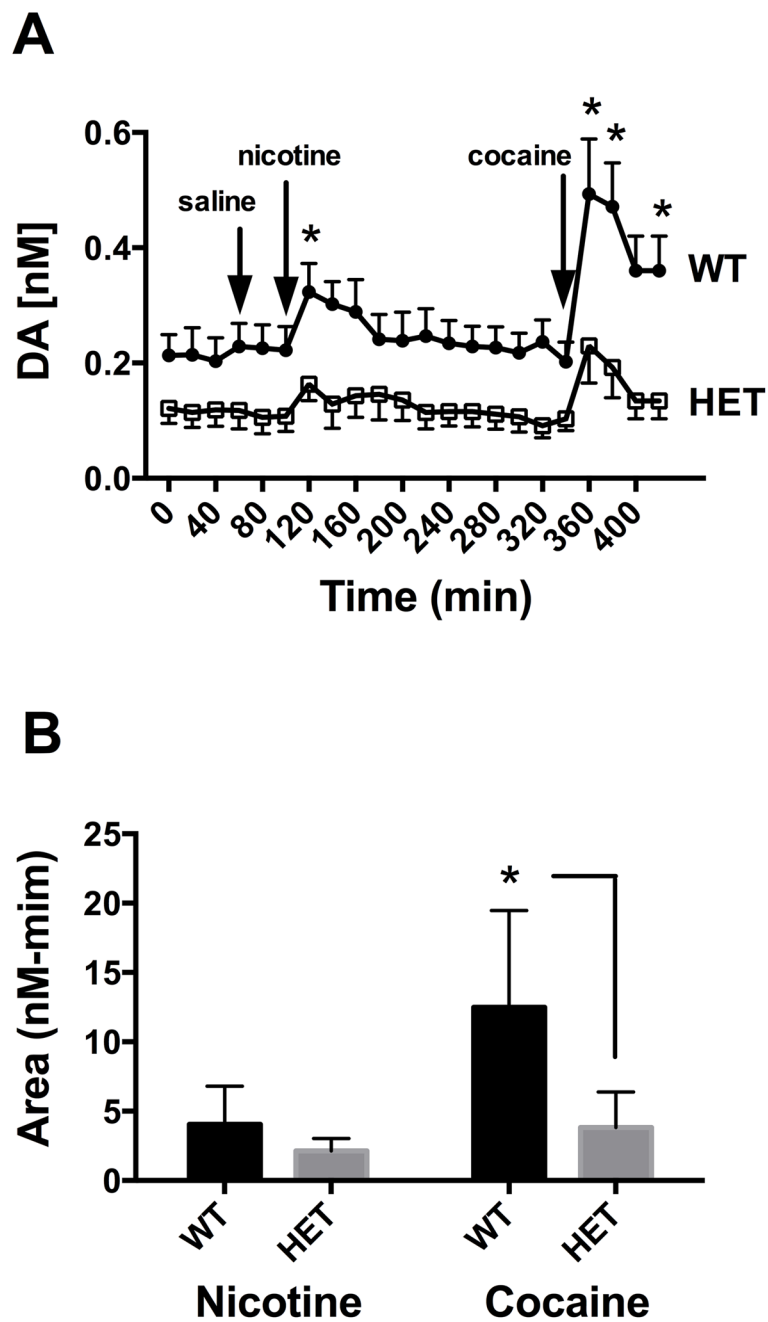 A
DA [nM]
0.6
0.4
0.2
0.0
saline
nicotine
cocaine
*
*
*
*
WT
HET
0 40 80 120 160 200 240 280 320 360 400
Time (min)
B
Area (nM-mim)
25
20
15
10
5
0
*
WT HET WT HET
Nicotine Cocaine